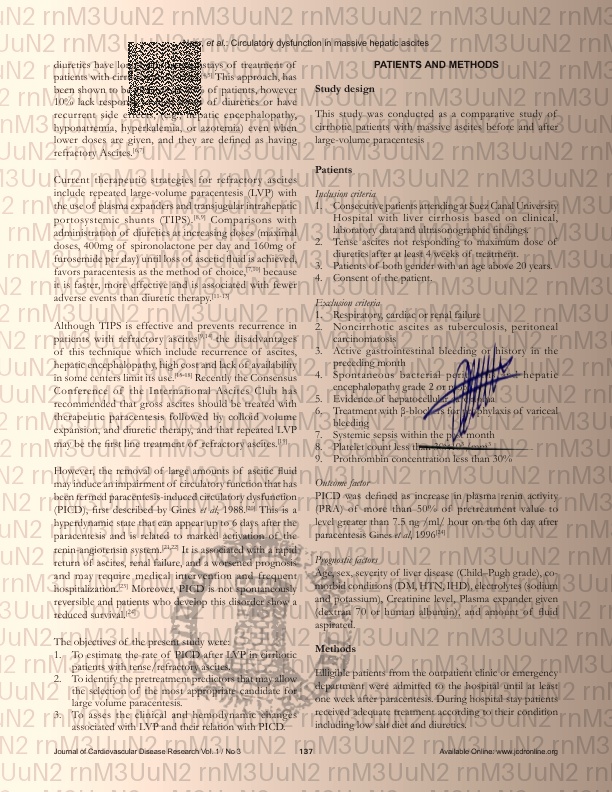 et al.: Circulatory dysfunction in massive hepatic ascites
diuretics have stays of treatment of
patients with This approach, has
been shown to of patients, however
10% lack of diuretics or have
recurrent side hepatic encephalopathy,
hyponatremia, hyperkalemia, or azotemia) even when
lower doses are given, and they are defined as having
refractory Ascites.[6,7]
Current therapeutic strategies for refractory ascites
include repeated large-volume paracentesis (LVP) with
the use of plasma expanders and transjugular intrahepatic
portosystemic shunts (TIPS).[8,9] Comparisons with
administration of diuretics at increasing doses (maximal
doses, 400mg of spironolactone per day and 160mg of
furosemide per day) until loss of ascetic fluid is achieved,
favors paracentesis as the method of choice,[7,10] because
it is faster, more effective and is associated with fewer
adverse events than diuretic therapy.[11-15]
Although TIPS is effective and prevents recurrence in
patients with refractory ascites the disadvantages
of this technique which include recurrence of ascites,
hepatic encephalopathy, high cost and lack of availability
in some centers limit its use.[16-18] Recently the Consensus
Conference of the International Ascites Club has
recommended that gross ascites should be treated with
therapeutic paracentesis followed by colloid volume
expansion, and diuretic therapy, and that repeated LVP
may be the first line treatment of refractory ascites.[19]
However, the removal of large amounts of ascitic fluid
may induce an impairment of circulatory function that has
been termed paracentesis-induced circulatory dysfunction
(PICD), first described by Gines et al, 1988.[20] This is a
hyperdynamic state that can appear up to 6 days after the
paracentesis and is related to marked activation of the
renin-angiotensin system.[21,22] It is associated with a rapid
return of ascites, renal failure, and a worsened prognosis
and may require medical intervention and frequent
hospitalization.[23] Moreover, PICD is not spontaneously
reversible and patients who develop this disorder show a
reduced survival.[24]
The objectives of the present study were:
1. To estimate the rate of PICD after LVP in cirrhotic
patients with tense/refractory ascites.
2. To identify the pretreatment predictors that may allow
the selection of the most appropriate candidate for
large volume paracentesis.
3. To asses the clinical and hemodynamic changes
associated with LVP and their relation with PICD.
PATIENTS AND METHODS
Study design
This study was conducted as a comparative study of
cirrhotic patients with massive ascites before and after
large-volume paracentesis
Patients
Inclusion criteria
1. Consecutive patients attending at Suez Canal University
Hospital with liver cirrhosis based on clinical,
laboratory data and ultrasonographic findings.
2. Tense ascites not responding to maximum dose of
diuretics after at least 4 weeks of treatment.
3. Patients of both gender with an age above 20 years.
4. Consent of the patient.
Exclusion criteria
1. Respiratory, cardiac or renal failure
2. Noncirrhotic ascites as tuberculosis, peritoneal
carcinomatosis
3. Active gastrointestinal bleeding or history in the
preceding month
4. Spontaneous bacterial hepatic
encephalopathy grade 2 or
5. Evidence of
6. Treatment with β-blockers for prophylaxis of variceal
bleeding
7. Systemic sepsis within the past month
8. Platelet count less than
9. Prothrombin concentration less than 30%
Outcome factor
PICD was defined as increase in plasma renin activity
(PRA) of more than 50% of pretreatment value to
level greater than 7.5 ng /ml/ hour on the 6th day after
paracentesis Gines et al, 1996[24]
Prognostic factors
Age, sex, severity of liver disease (Child–Pugh grade), co-
morbid conditions (DM, HTN, IHD), electrolytes (sodium
and potassium), Creatinine level, Plasma expander given
(dextran 70 or human albumin), and amount of fluid
aspirated.
Methods
Elligible patients from the outpatient clinic or emergency
department were admitted to the hospital until at least
one week after paracentesis. During hospital stay patients
received adequate treatment according to their condition
including low salt diet and diuretics.
Journal of Cardiovascular Disease Research Vol. 1 / No 3 137 Available Online: www.jcdronline.org
rnM3UuN2